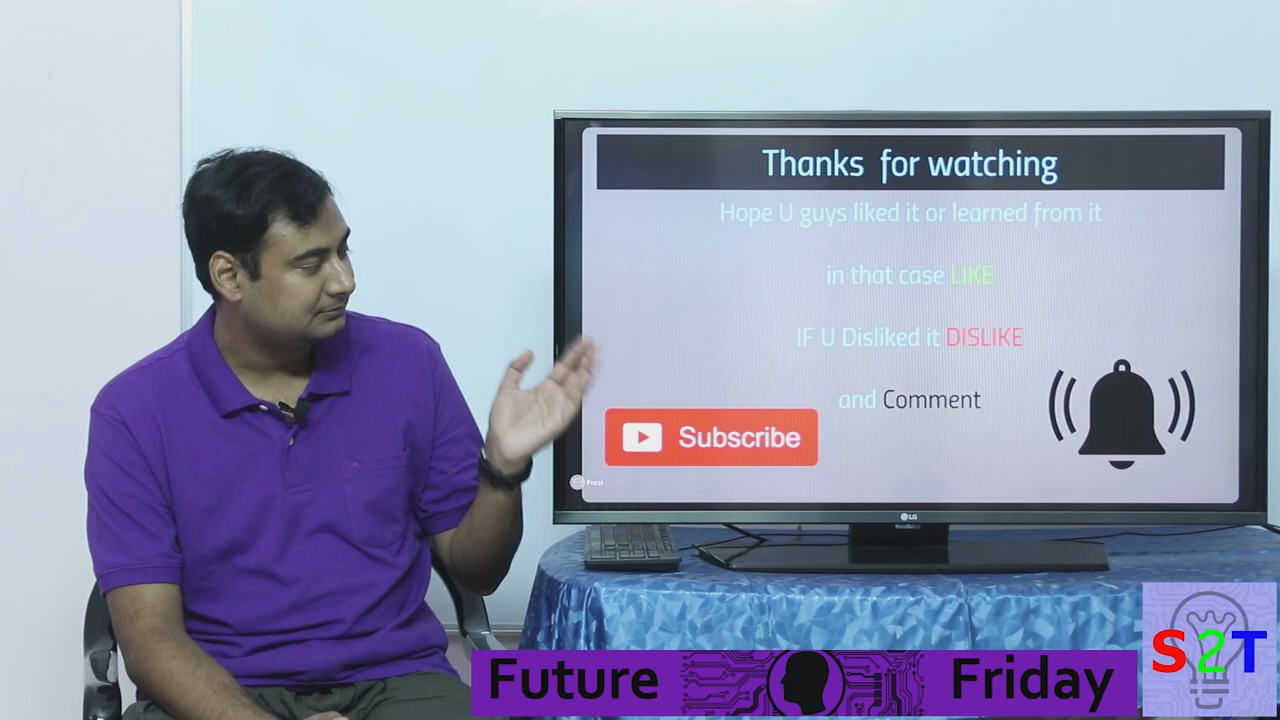 Thanks for watching
Hope U guys liked it or learned from it
in that case LIKE
IF U Disliked it DISLIKE
and Comment
Subscribe
Prezi
LG
Future Friday
S2T